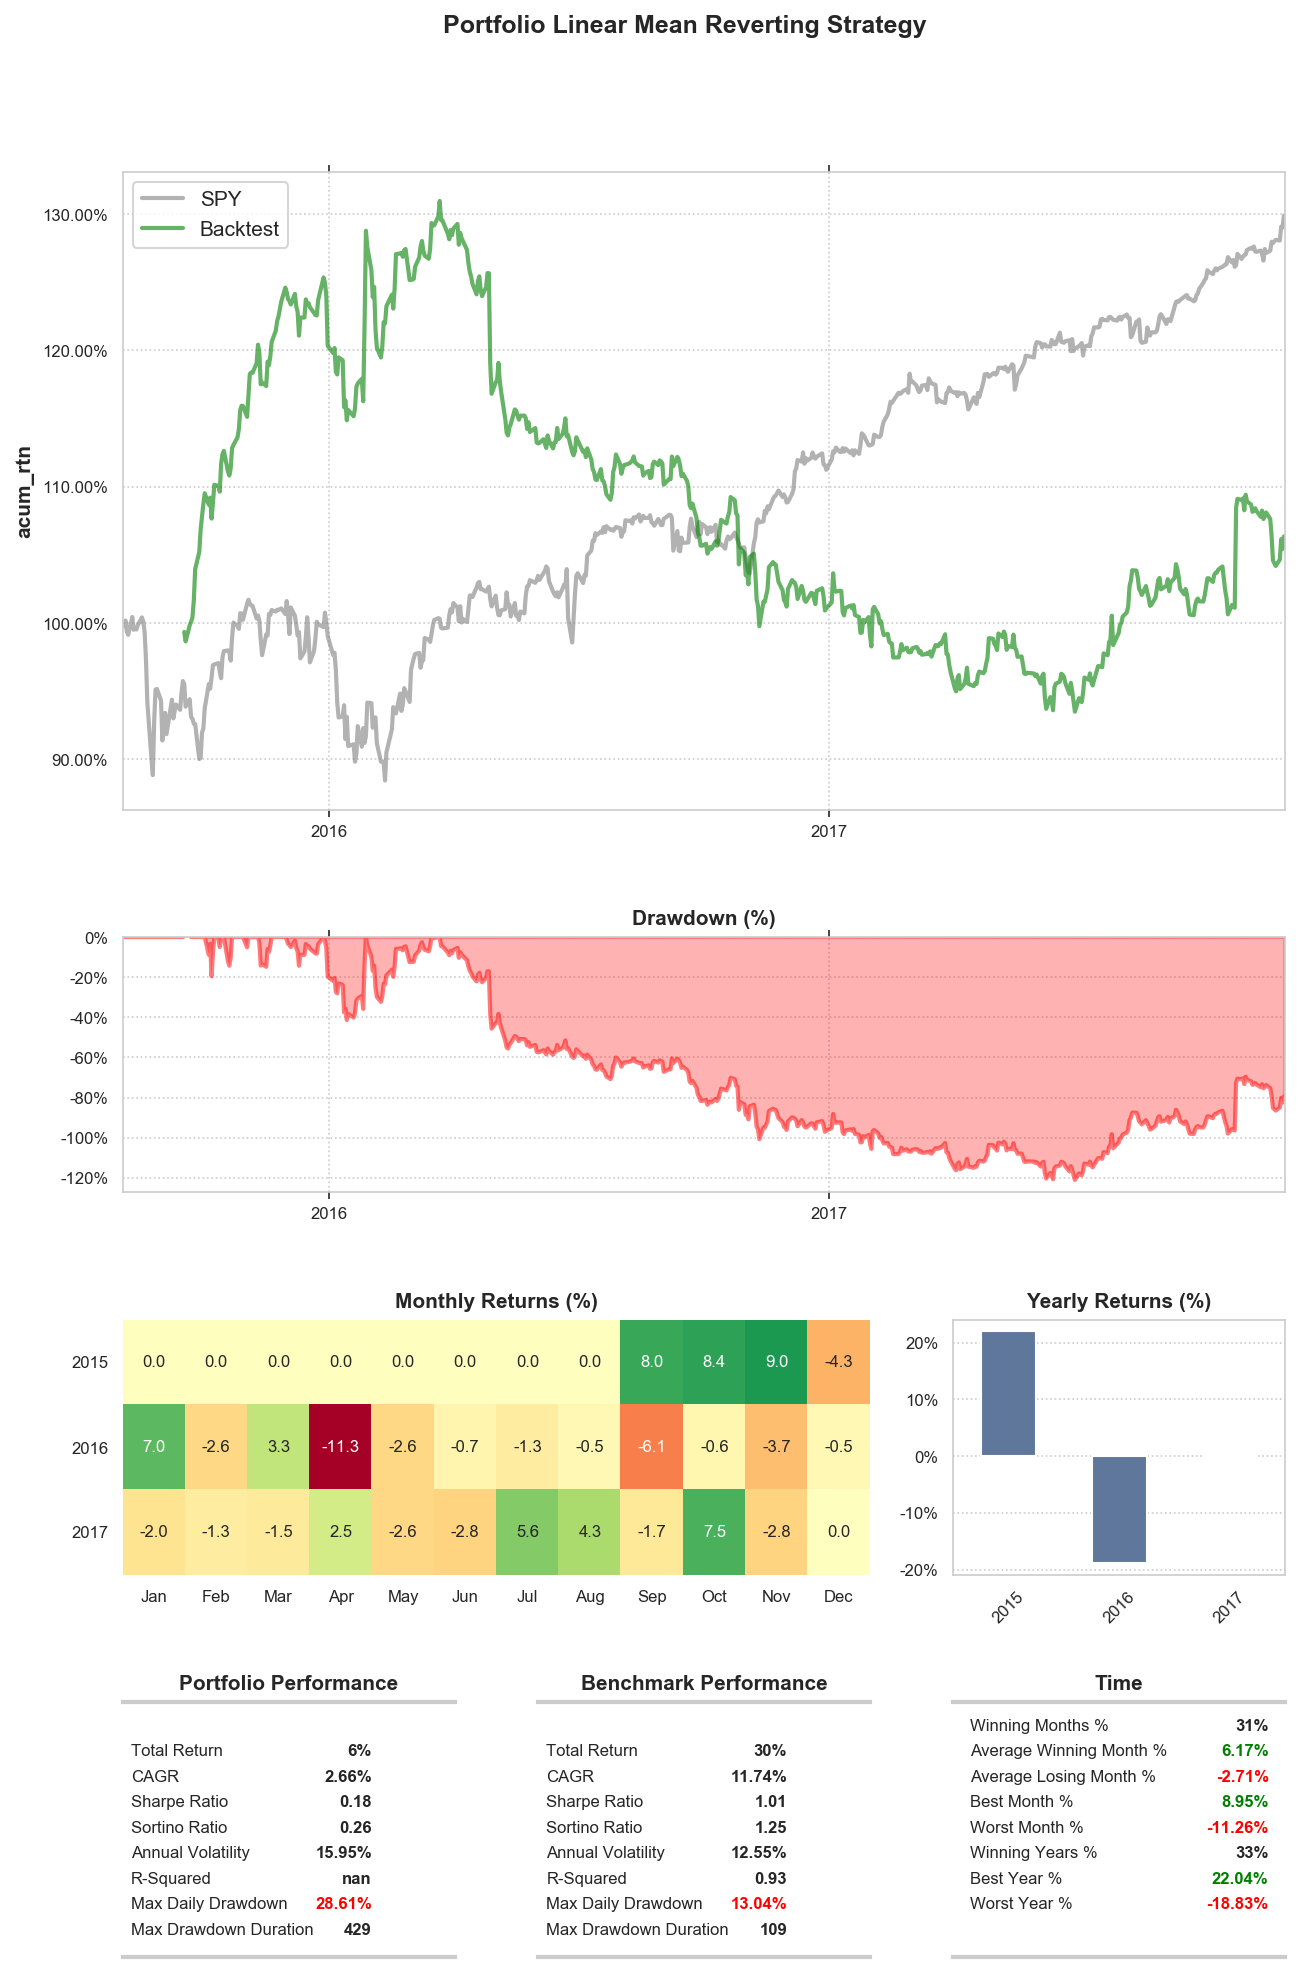 Portfolio Linear Mean Reverting Strategy
SPY
Backtest
acum_rtn
130.00%
120.00%
110.00%
100.00%
90.00%
2016 2017
Drawdown (%)
0%
-20%
-40%
-60%
-80%
-100%
-120%
2016 2017
Monthly Returns (%)
2015 0.0 0.0 0.0 0.0 0.0 0.0 0.0 0.0 8.0 8.4 9.0 -4.3
2016 7.0 -2.6 3.3 -11.3 -2.6 -0.7 -1.3 -0.5 -6.1 -0.6 -3.7 -0.5
2017 -2.0 -1.3 -1.5 2.5 -2.6 -2.8 5.6 4.3 -1.7 7.5 -2.8 0.0
Jan Feb Mar Apr May Jun Jul Aug Sep Oct Nov Dec
Yearly Returns (%)
20%
10%
0%
-10%
-20%
2015 2016 2017
Portfolio Performance
Total Return 6%
CAGR 2.66%
Sharpe Ratio 0.18
Sortino Ratio 0.26
Annual Volatility 15.95%
R-Squared nan
Max Daily Drawdown 28.61%
Max Drawdown Duration 429
Benchmark Performance
Total Return 30%
CAGR 11.74%
Sharpe Ratio 1.01
Sortino Ratio 1.25
Annual Volatility 12.55%
R-Squared 0.93
Max Daily Drawdown 13.04%
Max Drawdown Duration 109
Time
Winning Months % 31%
Average Winning Month % 6.17%
Average Losing Month % -2.71%
Best Month % 8.95%
Worst Month % -11.26%
Winning Years % 33%
Best Year % 22.04%
Worst Year % -18.83%